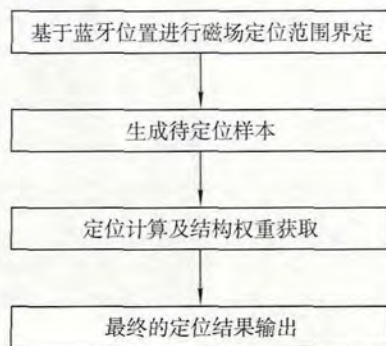 基于蓝牙位置进行磁场定位范围界定
生成待定位样本
定位计算及结构权重获取
最终的定位结果输出